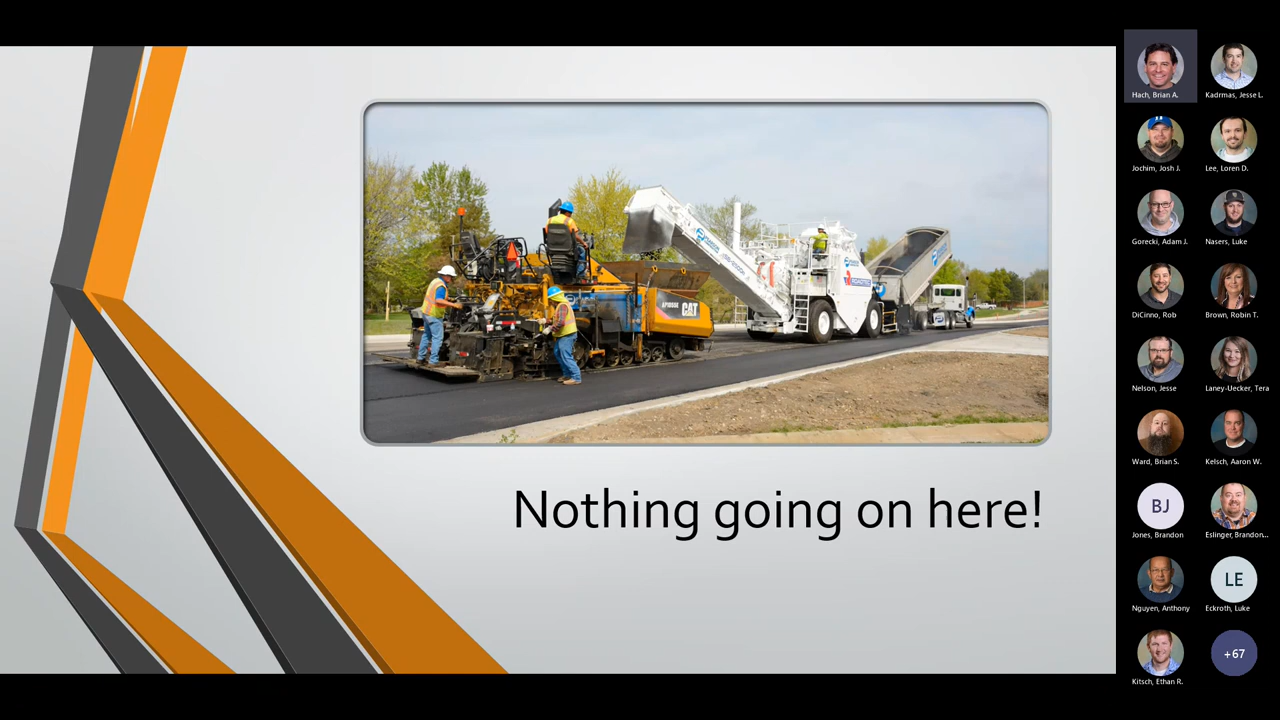 Nothing going on here!
CAT
Hach, Brian A.
Kadrmas, Jesse L.
Jochim, Josh J.
Lee, Loren D.
Gorecki, Adam J.
Nasers, Luke
DiCinno, Rob
Brown, Robin T.
Nelson, Jesse
Laney-Uecker, Tera
Ward, Brian S.
Kelsch, Aaron W.
BJ
Jones, Brandon
Eslinger, Brandon...
Nguyen, Anthony
LE
Eckroth, Luke
Kitsch, Ethan R.
+67